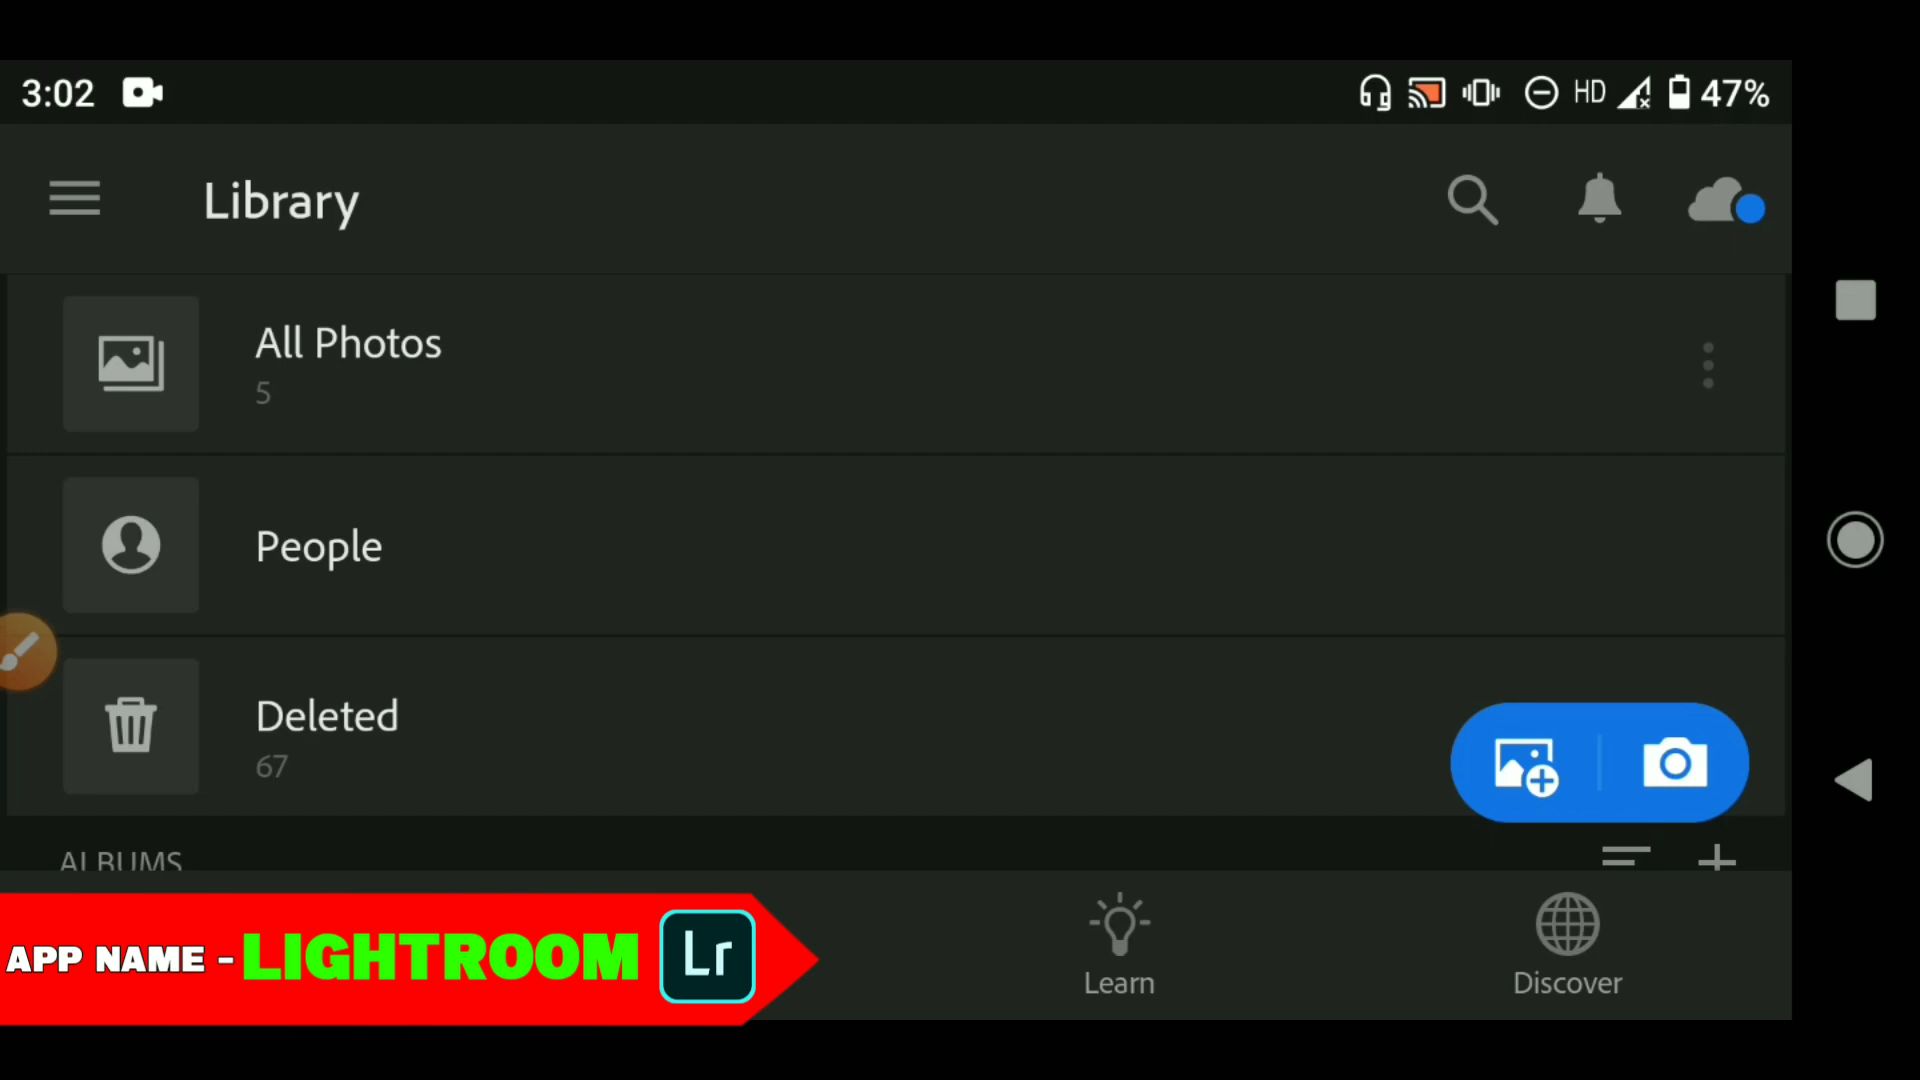 3:02 HD 47%
Library
All Photos
5
People
Deleted
67
ALBUMS
APP NAME - LIGHTROOM Lr
Learn
Discover